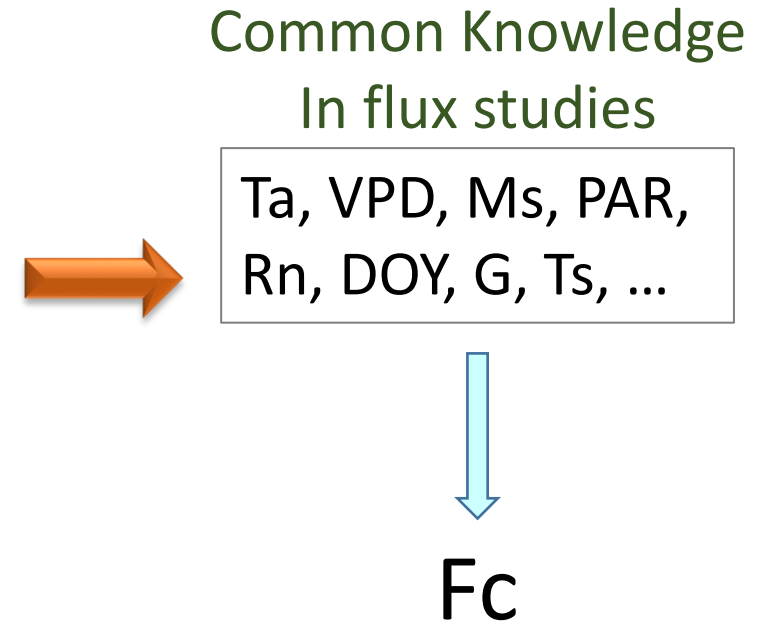 Common Knowledge
In flux studies
Ta, VPD, Ms, PAR,
Rn, DOY, G, Ts, ...
Fc